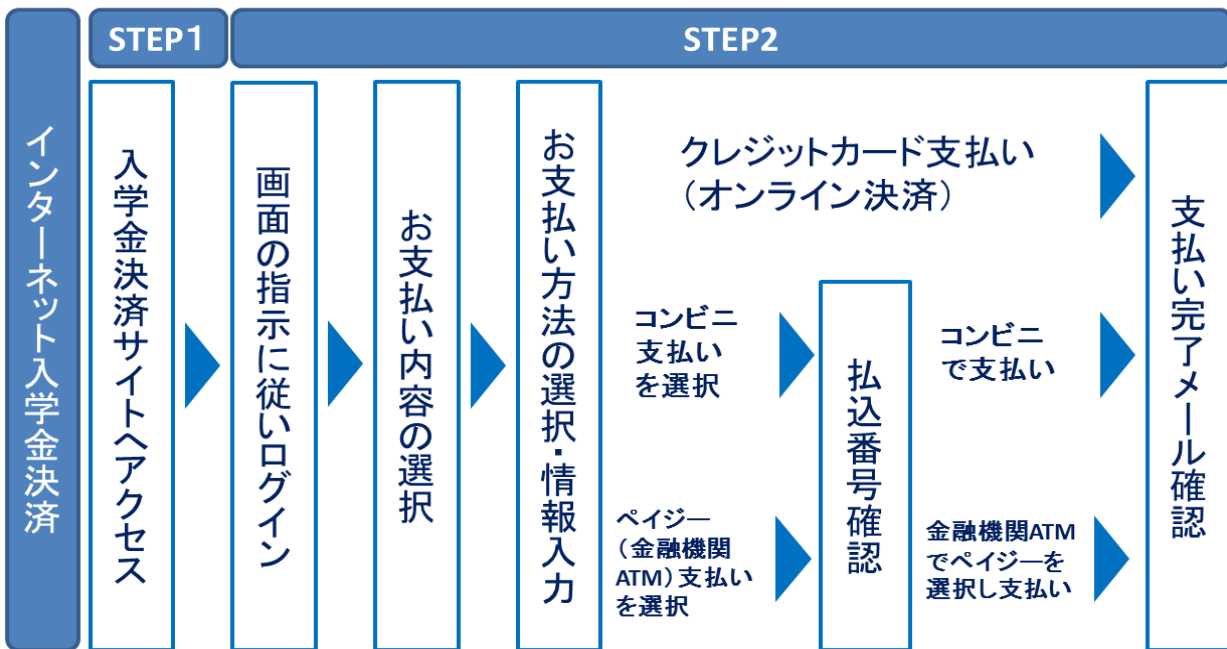 インターネット入学金決済
STEP1
STEP2
入学金決済サイトへアクセス
画面の指示に従いログイン
お支払い内容の選択
お支払い方法の選択・情報入力
クレジットカード支払い
（オンライン決済）
コンビニ
支払い
を選択
ペイジー
（金融機関
ATM）支払い
を選択
払込番号確認
コンビニ
で支払い
金融機関ATM
でペイジーを
選択し支払い
支払い完了メール確認